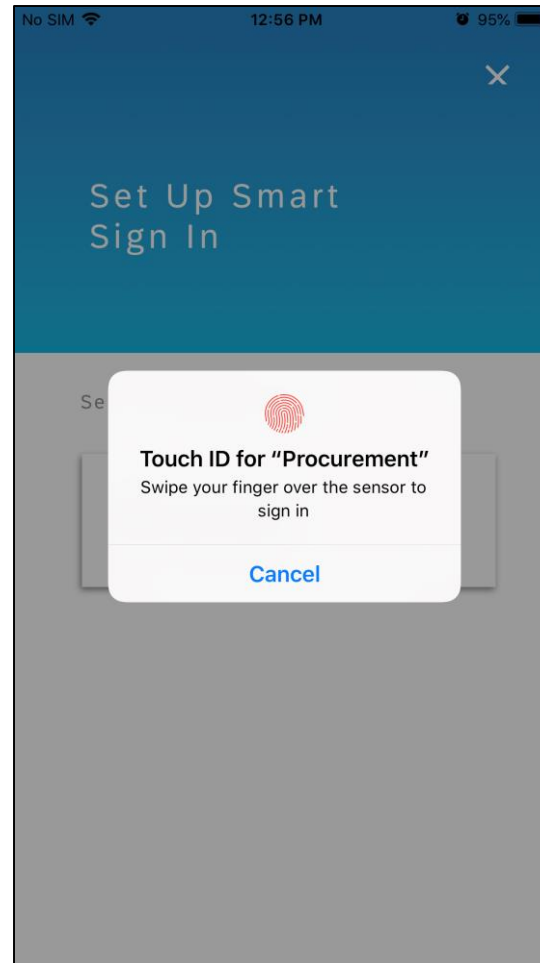 No SIM 12:56 PM 95%
Set Up Smart
Sign In
Se
Touch ID for “Procurement”
Swipe your finger over the sensor to
sign in
Cancel